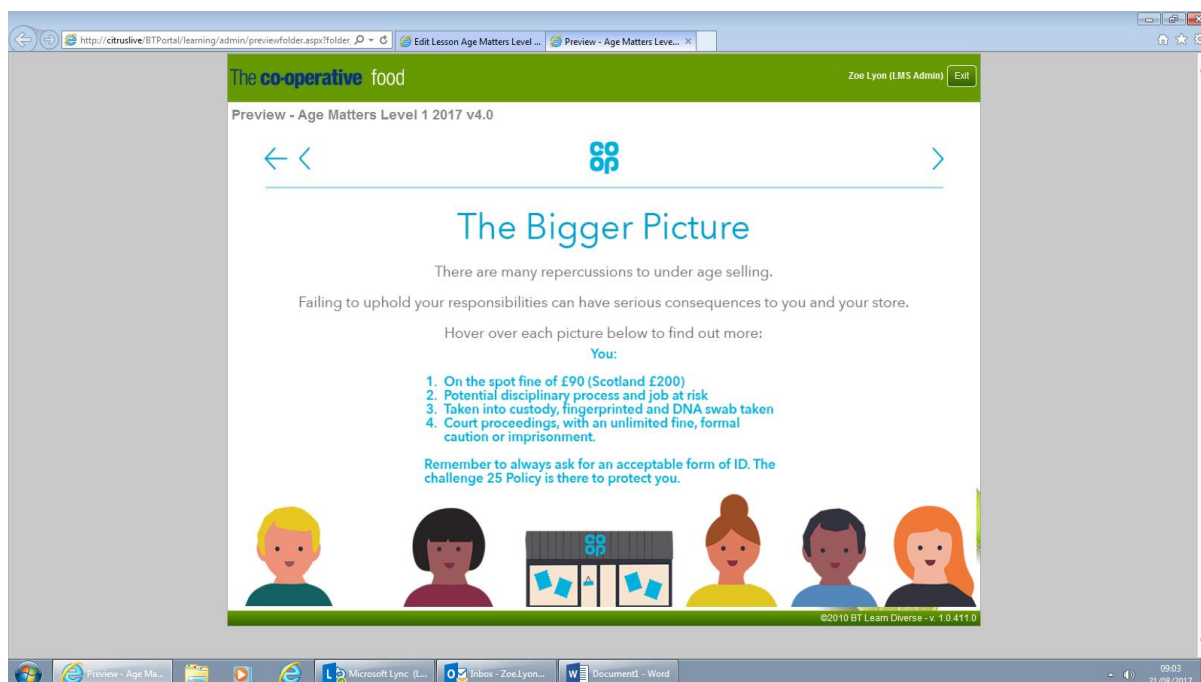 http://citruslive/BTPortal/learning/admin/previewfolder.aspx?folder
Edit Lesson Age Matters Level ...
Preview - Age Matters Leve...
The co-operative food
Zoe Lyon (LMS Admin)
Exit
Preview - Age Matters Level 1 2017 v4.0
CO
OP
The Bigger Picture
There are many repercussions to under age selling.
Failing to uphold your responsibilities can have serious consequences to you and your store.
Hover over each picture below to find out more:
You:
1. On the spot fine of £90 (Scotland £200)
2. Potential disciplinary process and job at risk
3. Taken into custody, fingerprinted and DNA swab taken
4. Court proceedings, with an unlimited fine, formal
caution or imprisonment.
Remember to always ask for an acceptable form of ID. The
challenge 25 Policy is there to protect you.
CO
OP
©2010 BT Learn Diverse - v. 1.0.411.0
Preview - Age Ma...
Microsoft Lync (L...
Inbox - Zoe.Lyon...
Document1 - Word
09:03
31/08/2017